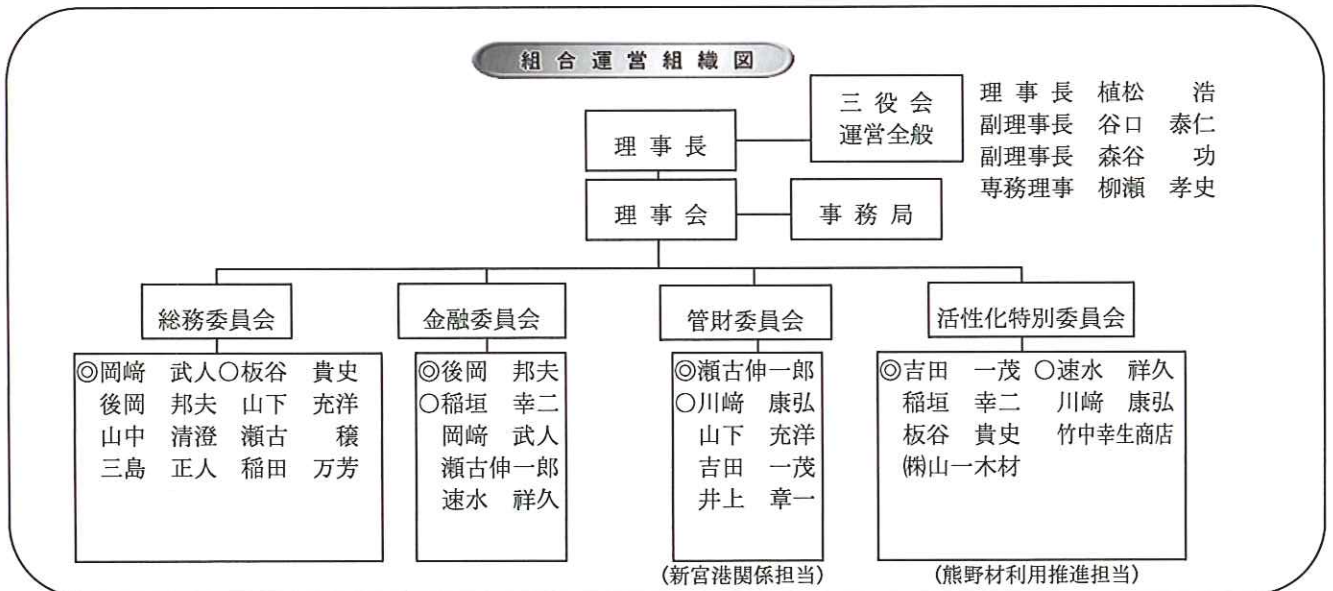 組合運営組織図
三役会
運営全般
理事長 植松 浩
副理事長 谷口 泰仁
副理事長 森谷 功
専務理事 柳瀬 孝史
理事長
理事会
事務局
総務委員会
◎岡﨑 武人○板谷 貴史
後岡 邦夫 山下 充洋
山中 清澄 瀬古 穰
三島 正人 稲田 万芳
金融委員会
◎後岡 邦夫
○稲垣 幸二
岡﨑 武人
瀬古伸一郎
速水 祥久
管財委員会
◎瀬古伸一郎
○川﨑 康弘
山下 充洋
吉田 一茂
井上 章一
(新宮港関係担当)
活性化特別委員会
◎吉田 一茂 ○速水 祥久
稲垣 幸二 川﨑 康弘
板谷 貴史 竹中幸生商店
㈱山一木材
(熊野材利用推進担当)